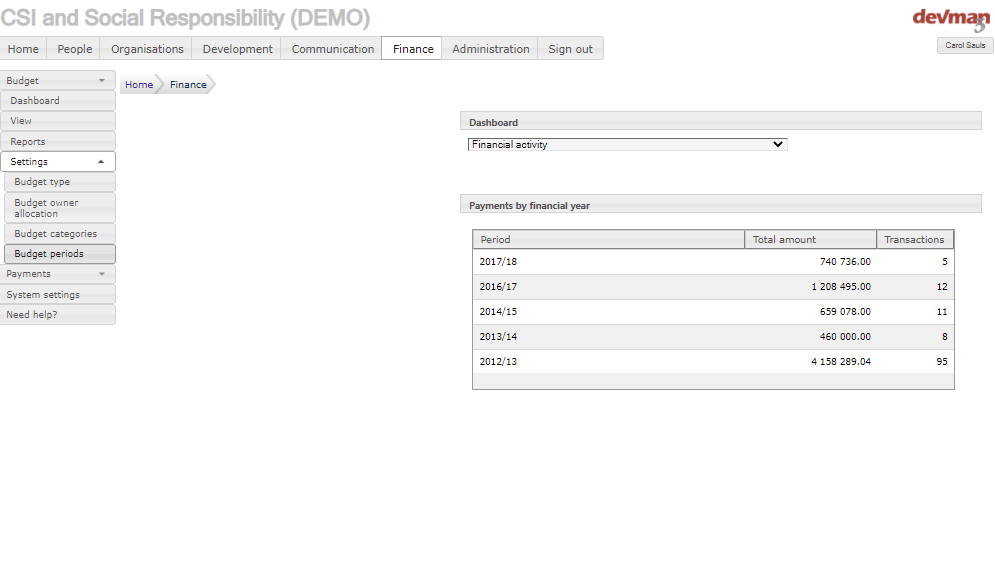 CSI and Social Responsibility (DEMO)
devman
3
Home People Organisations Development Communication Finance Administration Sign out
Carol Sauls
Budget
Dashboard
View
Reports
Settings
Budget type
Budget owner
allocation
Budget categories
Budget periods
Payments
System settings
Need help?
Home Finance
Dashboard
Financial activity
Payments by financial year
Period Total amount Transactions
2017/18 740 736.00 5
2016/17 1 208 495.00 12
2014/15 659 078.00 11
2013/14 460 000.00 8
2012/13 4 158 289.04 95